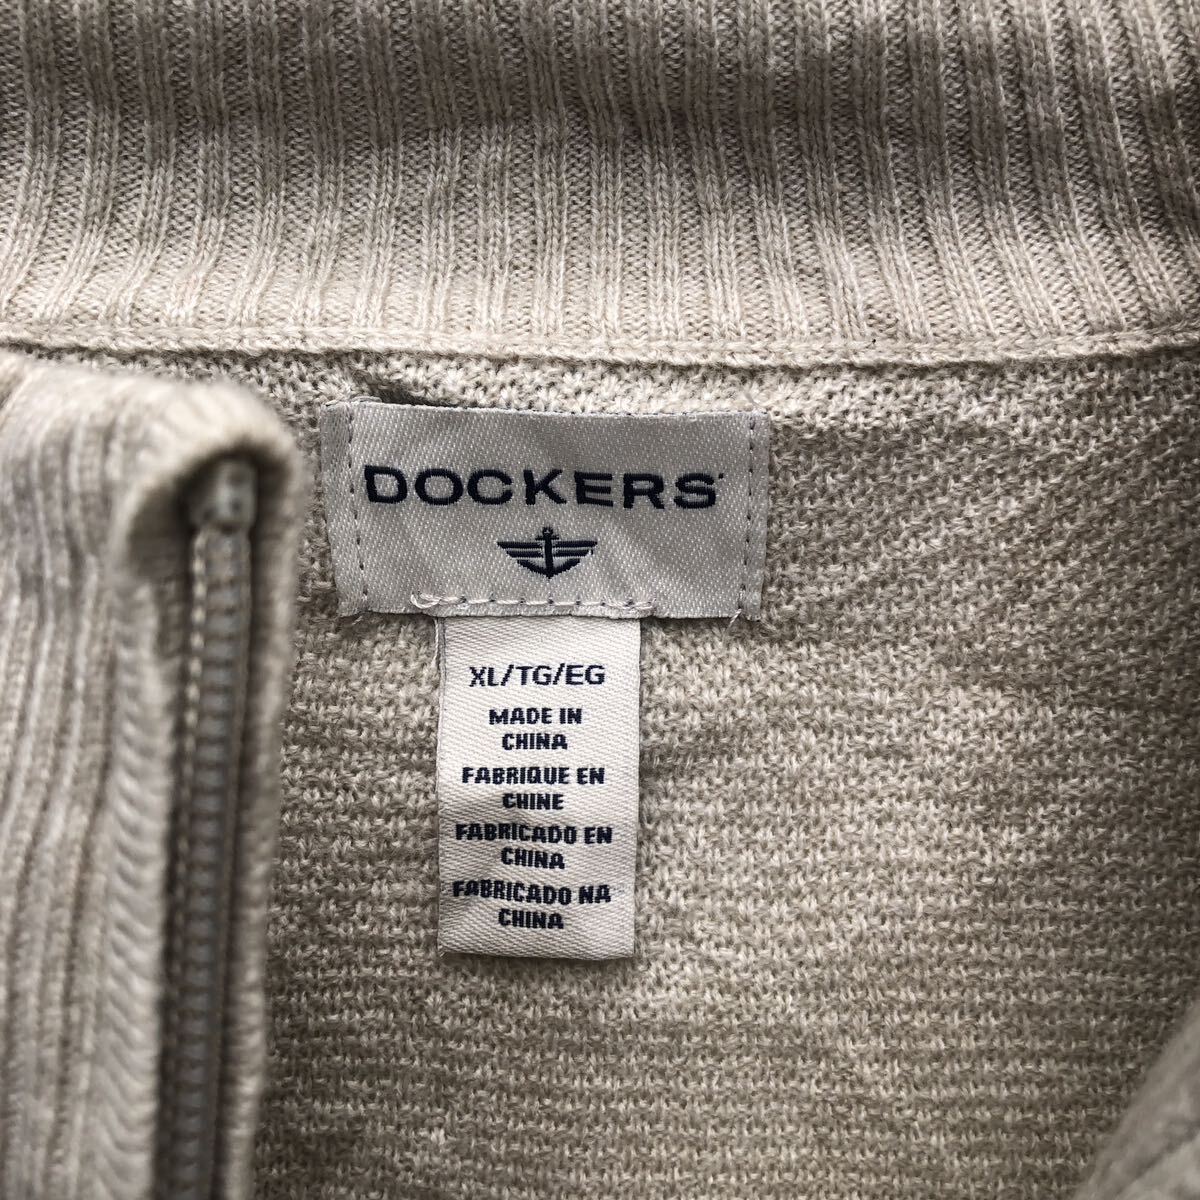 DOCKERS
XL/TG/EG
MADE IN
CHINA
FABRIQUE EN
CHINE
FABRICADO EN
CHINA
FABRICADO NA
CHINA